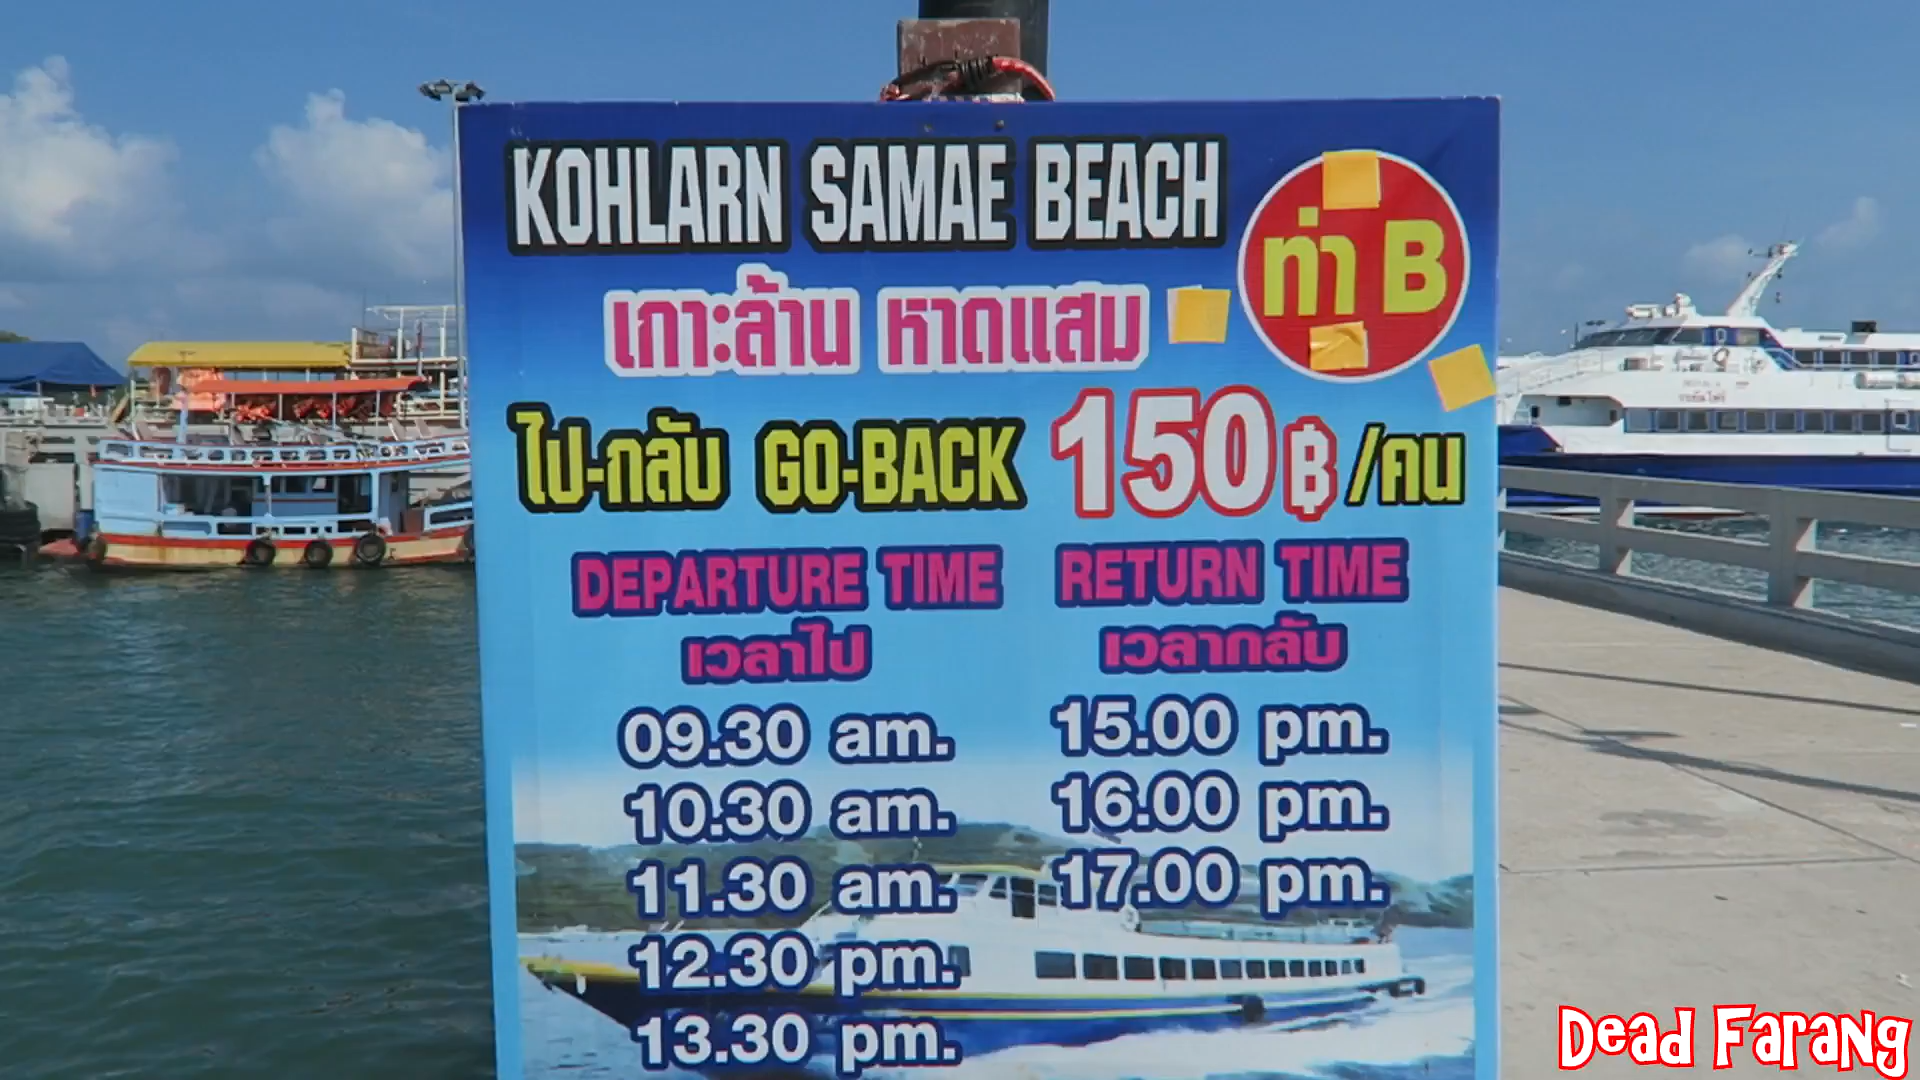 KOHLARN SAMAE BEACH
ท่า B
เกาะล้าน หาดแสม
ไป-กลับ GO-BACK 150 ฿ /คน
DEPARTURE TIME RETURN TIME
เวลาไป เวลากลับ
09.30 am. 15.00 pm.
10.30 am. 16.00 pm.
11.30 am. 17.00 pm.
12.30 pm.
13.30 pm.
Dead Farang